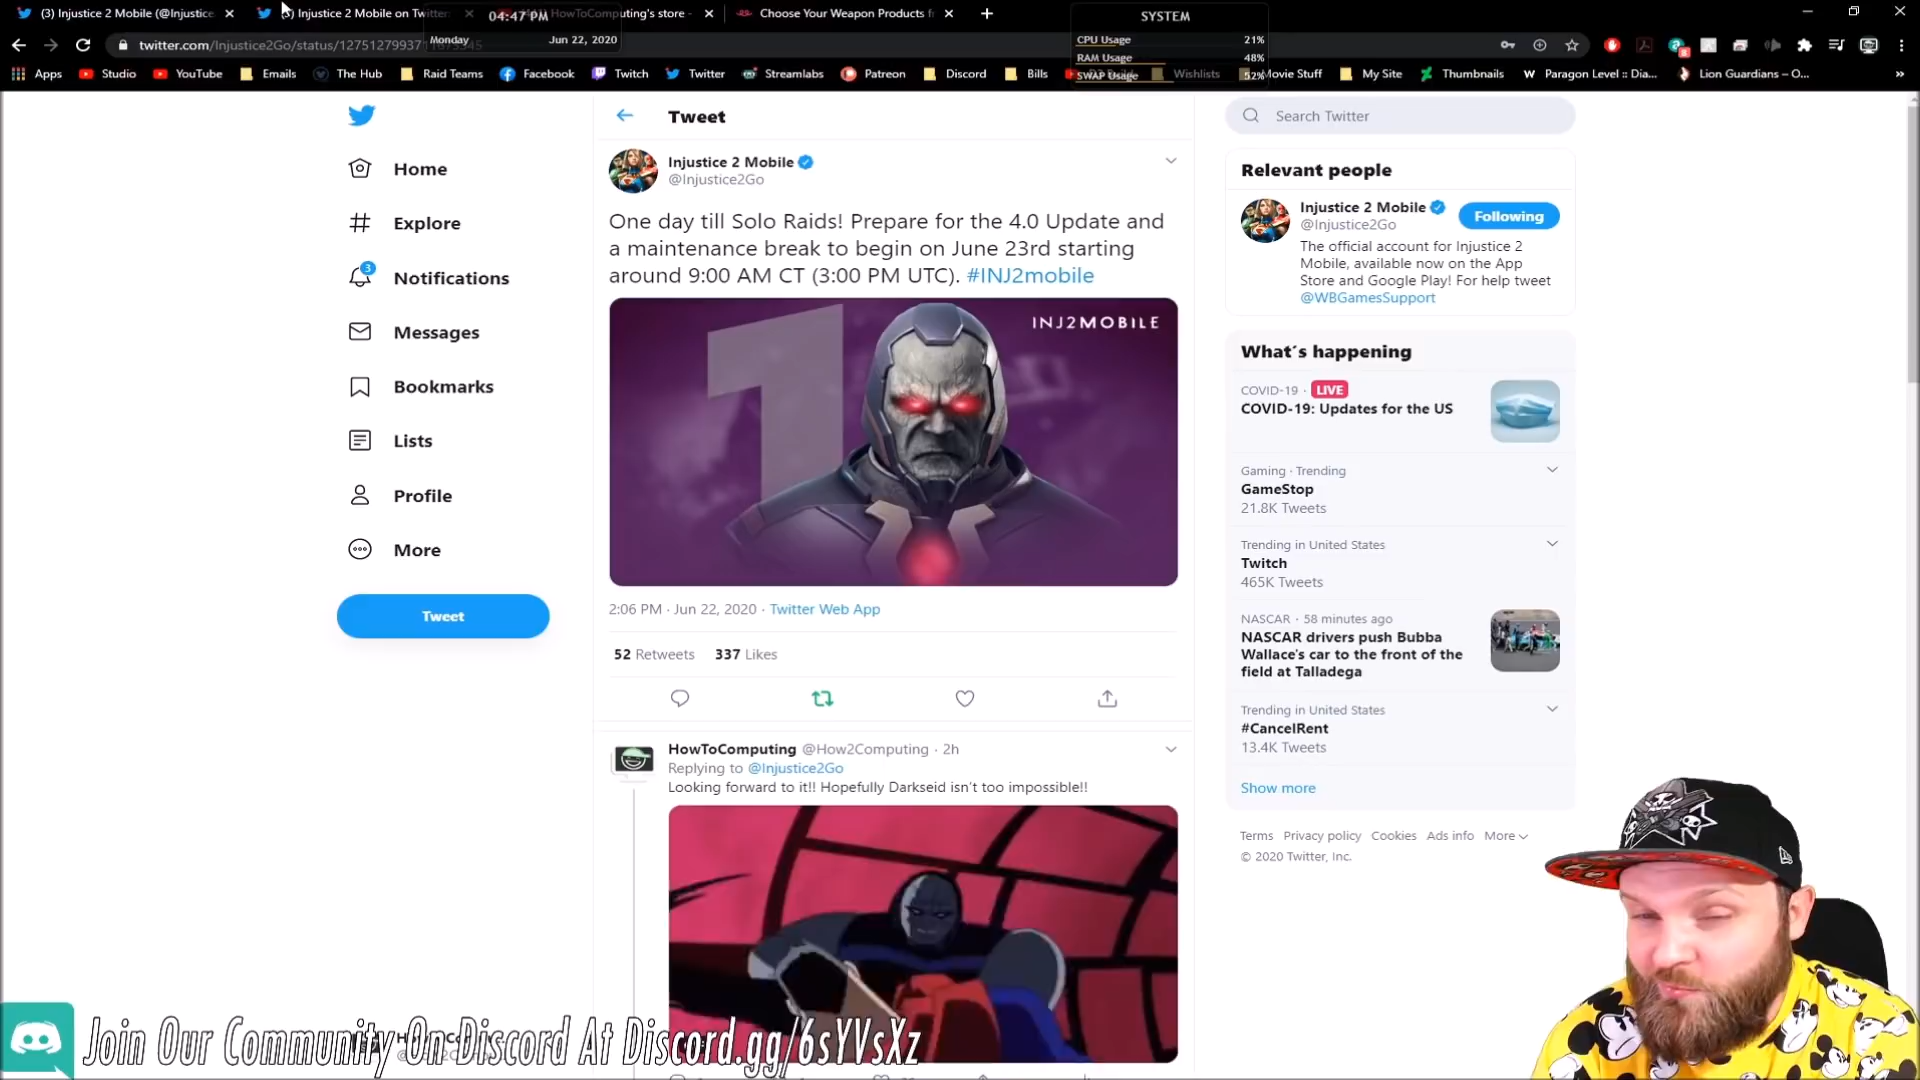 (3) Injustice 2 Mobile (@Injustice
Injustice 2 Mobile on Twitter
HowToComputing's store -
Choose Your Weapon Products f
04:47 PM
Monday
Jun 22, 2020
SYSTEM
CPU Usage 21%
RAM Usage 48%
SWAP Usage 52%
twitter.com/Injustice2Go/status/12751279937
Apps
Studio
YouTube
Emails
The Hub
Raid Teams
Facebook
Twitch
Twitter
Streamlabs
Patreon
Discord
Bills
Wishlists
Movie Stuff
My Site
Thumbnails
Paragon Level :: Dia...
Lion Guardians – O...
Home
Explore
3
Notifications
Messages
Bookmarks
Lists
Profile
More
Tweet
Tweet
Injustice 2 Mobile
@Injustice2Go
One day till Solo Raids! Prepare for the 4.0 Update and
a maintenance break to begin on June 23rd starting
around 9:00 AM CT (3:00 PM UTC). #INJ2mobile
1
INJ2MOBILE
2:06 PM · Jun 22, 2020 · Twitter Web App
52 Retweets 337 Likes
HowToComputing @How2Computing · 2h
Replying to @Injustice2Go
Looking forward to it!! Hopefully Darkseid isn't too impossible!!
Search Twitter
Relevant people
Injustice 2 Mobile
@Injustice2Go
Following
The official account for Injustice 2
Mobile, available now on the App
Store and Google Play! For help tweet
@WBGamesSupport
What's happening
COVID-19 · LIVE
COVID-19: Updates for the US
Gaming · Trending
GameStop
21.8K Tweets
Trending in United States
Twitch
465K Tweets
NASCAR · 58 minutes ago
NASCAR drivers push Bubba
Wallace's car to the front of the
field at Talladega
Trending in United States
#CancelRent
13.4K Tweets
Show more
Terms Privacy policy Cookies Ads info More
© 2020 Twitter, Inc.
Join Our Community On Discord At Discord.gg/6sYVsXz